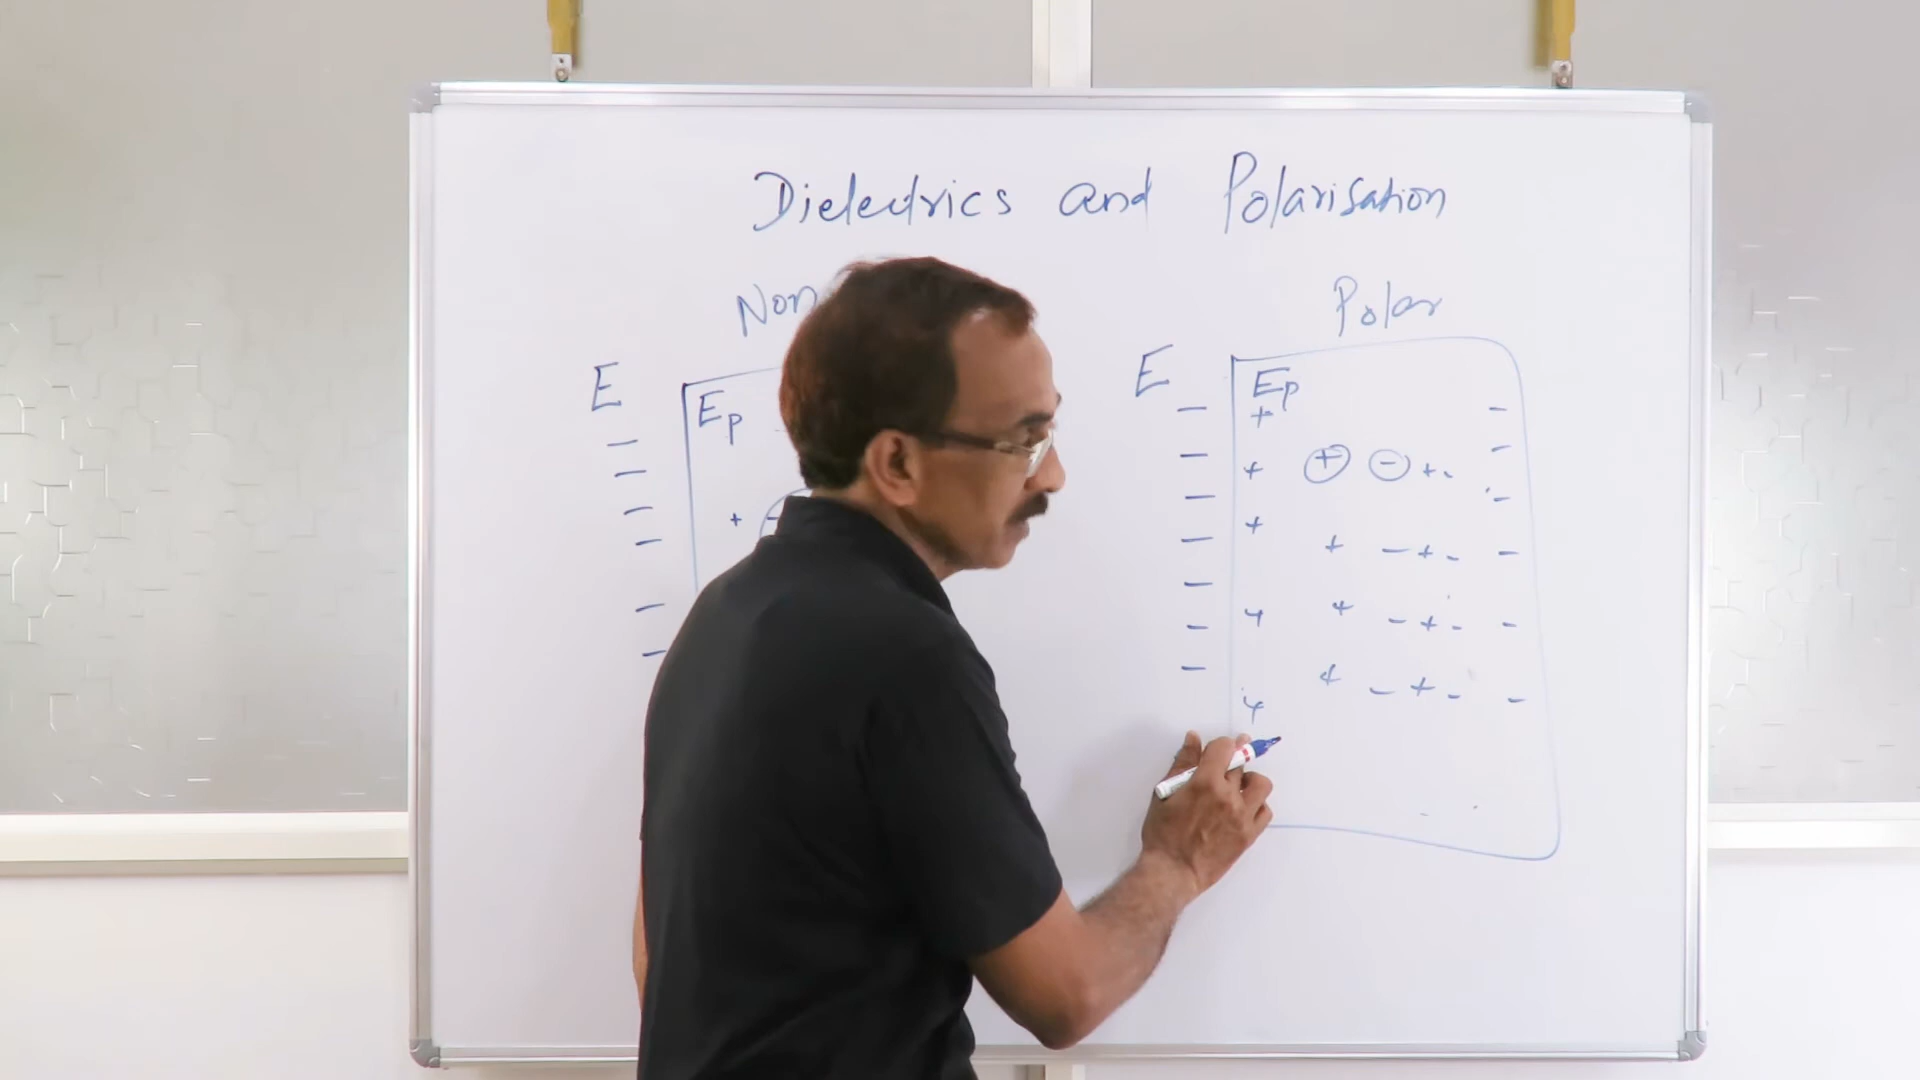 Dielectrics and Polarisation
Non
Polar
E
Ep
E
Ep